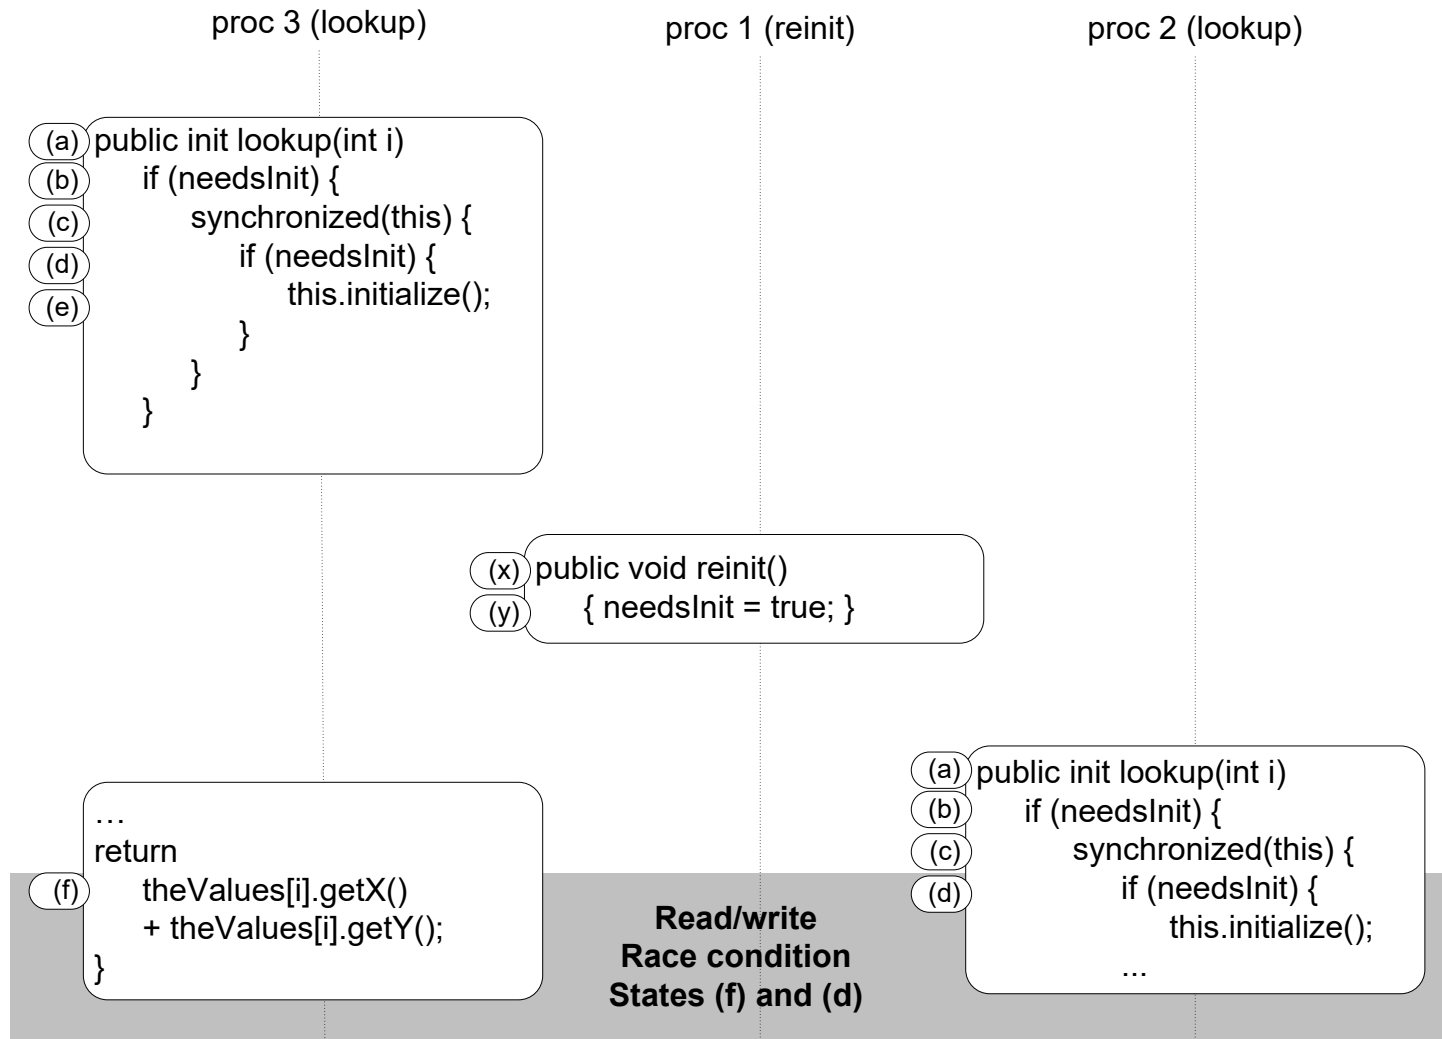 proc 3 (lookup)
proc 1 (reinit)
proc 2 (lookup)
(a) public init lookup(int i)
(b) if (needsInit) {
(c) synchronized(this) {
(d) if (needsInit) {
(e) this.initialize();
}
}
}
(x) public void reinit()
(y) { needsInit = true; }
…
return
(f) theValues[i].getX()
+ theValues[i].getY();
}
Read/write
Race condition
States (f) and (d)
(a) public init lookup(int i)
(b) if (needsInit) {
(c) synchronized(this) {
(d) if (needsInit) {
this.initialize();
...